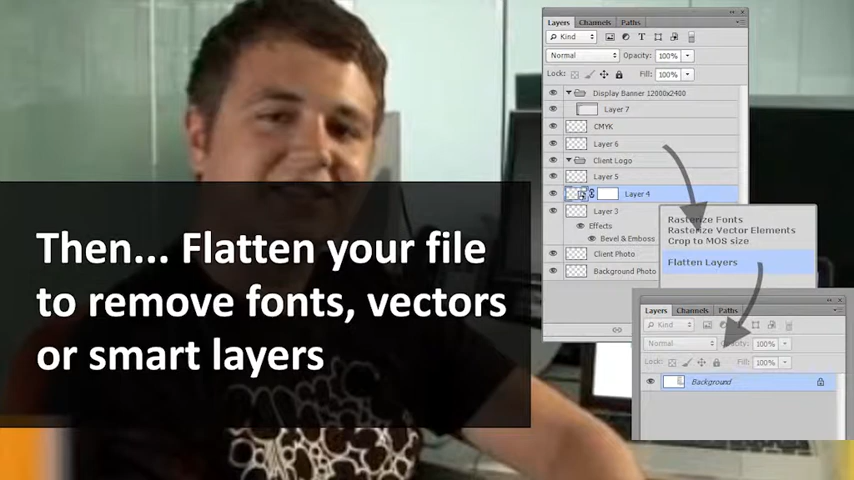 Then... Flatten your file
to remove fonts, vectors
or smart layers
Layers Channels Paths
Kind
Normal Opacity: 100%
Lock: Fill: 100%
Display Banner 12000x2400
Layer 7
CMYK
Layer 6
Client Logo
Layer 5
Layer 4
Layer 3
Effects
Bevel & Emboss
Client Photo
Background Photo
Rasterize Fonts
Rasterize Vector Elements
Crop to MOS size
Flatten Layers
Layers Channels Paths
Kind
Normal Opacity: 100%
Lock: Fill: 100%
Background